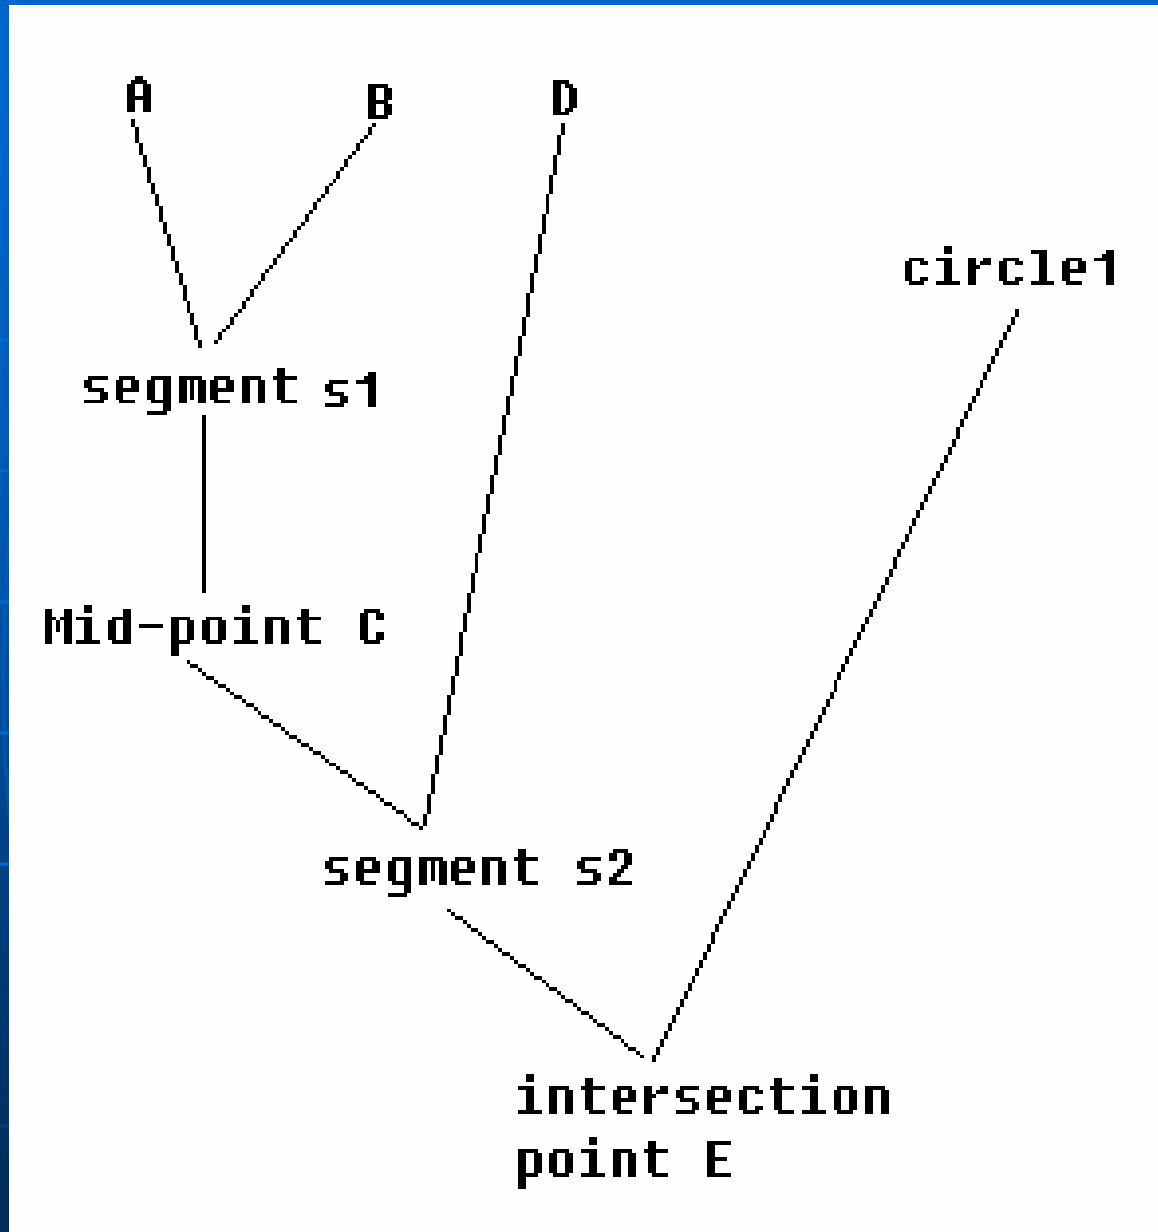 A
B
D
circle1
segment s1
Mid-point C
segment s2
intersection
point E